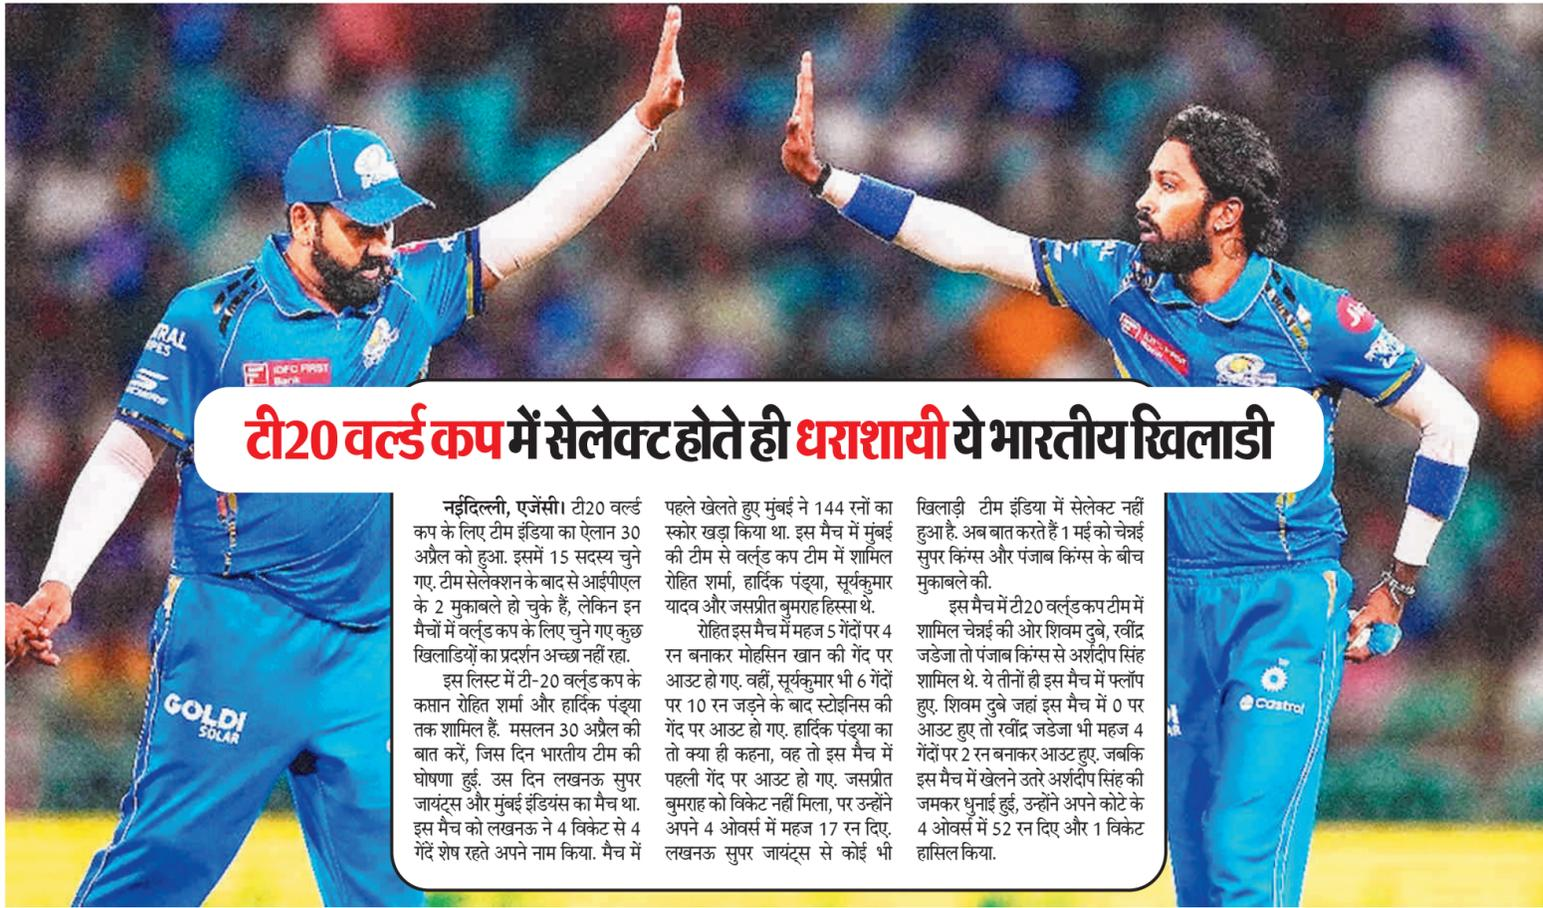 टी20 वर्ल्ड कप में सेलेक्ट होते ही धराशायी ये भारतीय खिलाडी
नईदिल्ली, एजेंसी। टी20 वर्ल्ड
कप के लिए टीम इंडिया का ऐलान 30
अप्रैल को हुआ. इसमें 15 सदस्य चुने
गए. टीम सेलेक्शन के बाद से आईपीएल
के 2 मुकाबले हो चुके हैं, लेकिन इन
मैचों में वर्ल्ड कप के लिए चुने गए कुछ
खिलाडि़यों का प्रदर्शन अच्छा नहीं रहा.
इस लिस्ट में टी-20 वर्ल्ड कप के
कप्तान रोहित शर्मा और हार्दिक पंड्या
तक शामिल हैं. मसलन 30 अप्रैल की
बात करें, जिस दिन भारतीय टीम की
घोषणा हुई. उस दिन लखनऊ सुपर
जायंट्स और मुंबई इंडियंस का मैच था.
इस मैच को लखनऊ ने 4 विकेट से 4
गेंदें शेष रहते अपने नाम किया. मैच में
पहले खेलते हुए मुंबई ने 144 रनों का
स्कोर खड़ा किया था. इस मैच में मुंबई
की टीम से वर्ल्ड कप टीम में शामिल
रोहित शर्मा, हार्दिक पंड्या, सूर्यकुमार
यादव और जसप्रीत बुमराह हिस्सा थे.
रोहित इस मैच में महज 5 गेंदों पर 4
रन बनाकर मोहसिन खान की गेंद पर
आउट हो गए. वहीं, सूर्यकुमार भी 6 गेंदों
पर 10 रन जड़ने के बाद स्टोइनिस की
गेंद पर आउट हो गए. हार्दिक पंड्या का
तो क्या ही कहना, वह तो इस मैच में
पहली गेंद पर आउट हो गए. जसप्रीत
बुमराह को विकेट नहीं मिला, पर उन्होंने
अपने 4 ओवर्स में महज 17 रन दिए.
लखनऊ सुपर जायंट्स से कोई भी
खिलाड़ी टीम इंडिया में सेलेक्ट नहीं
हुआ है. अब बात करते हैं 1 मई को चेन्नई
सुपर किंग्स और पंजाब किंग्स के बीच
मुकाबले की.
इस मैच में टी20 वर्ल्ड कप टीम में
शामिल चेन्नई की ओर शिवम दुबे, रवींद्र
जडेजा तो पंजाब किंग्स से अर्शदीप सिंह
शामिल थे. ये तीनों ही इस मैच में फ्लॉप
हुए. शिवम दुबे जहां इस मैच में 0 पर
आउट हुए तो रवींद्र जडेजा भी महज 4
गेंदों पर 2 रन बनाकर आउट हुए. जबकि
इस मैच में खेलने उतरे अर्शदीप सिंह की
जमकर धुनाई हुई, उन्होंने अपने कोटे के
4 ओवर्स में 52 रन दिए और 1 विकेट
हासिल किया.
IDFC FIRST
Bank
GOLDI
SOLAR
Castrol